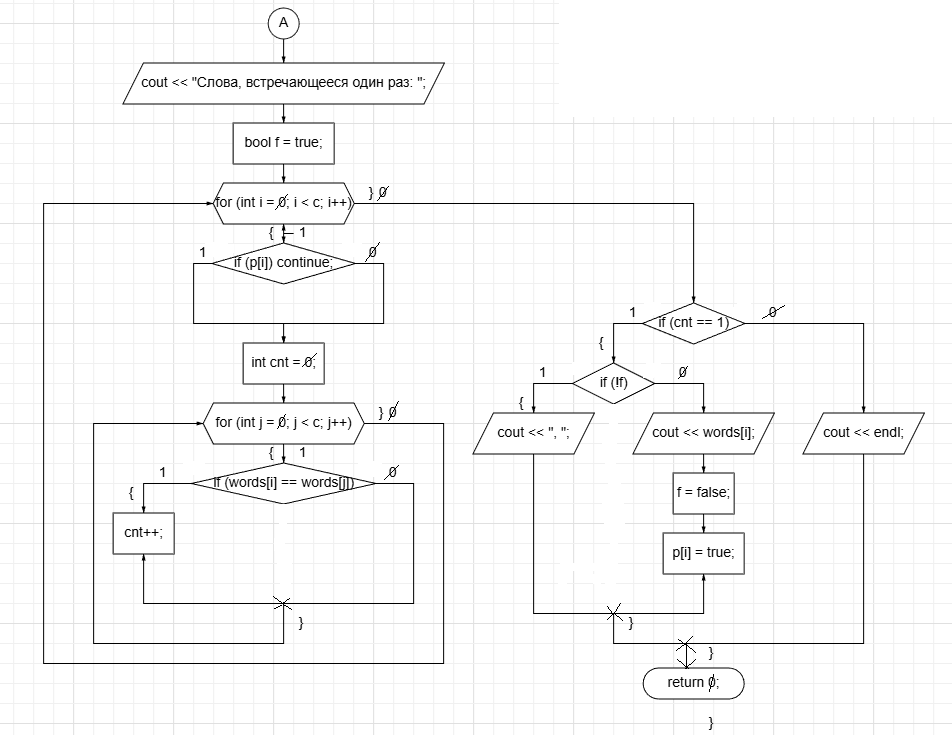 A
cout << "Слова, встречающееся один раз: ";
bool f = true;
for (int i = 0; i < c; i++)
} 0
{ 1
1
if (p[i]) continue;
0
int cnt = 0;
for (int j = 0; j < c; j++)
} 0
{ 1
1
if (words[i] == words[j])
0
{
cnt++;
}
1
if (cnt == 1)
0
{
1
if (!f)
0
{
cout << ", ";
cout << words[i];
cout << endl;
f = false;
p[i] = true;
}
}
return 0;
}